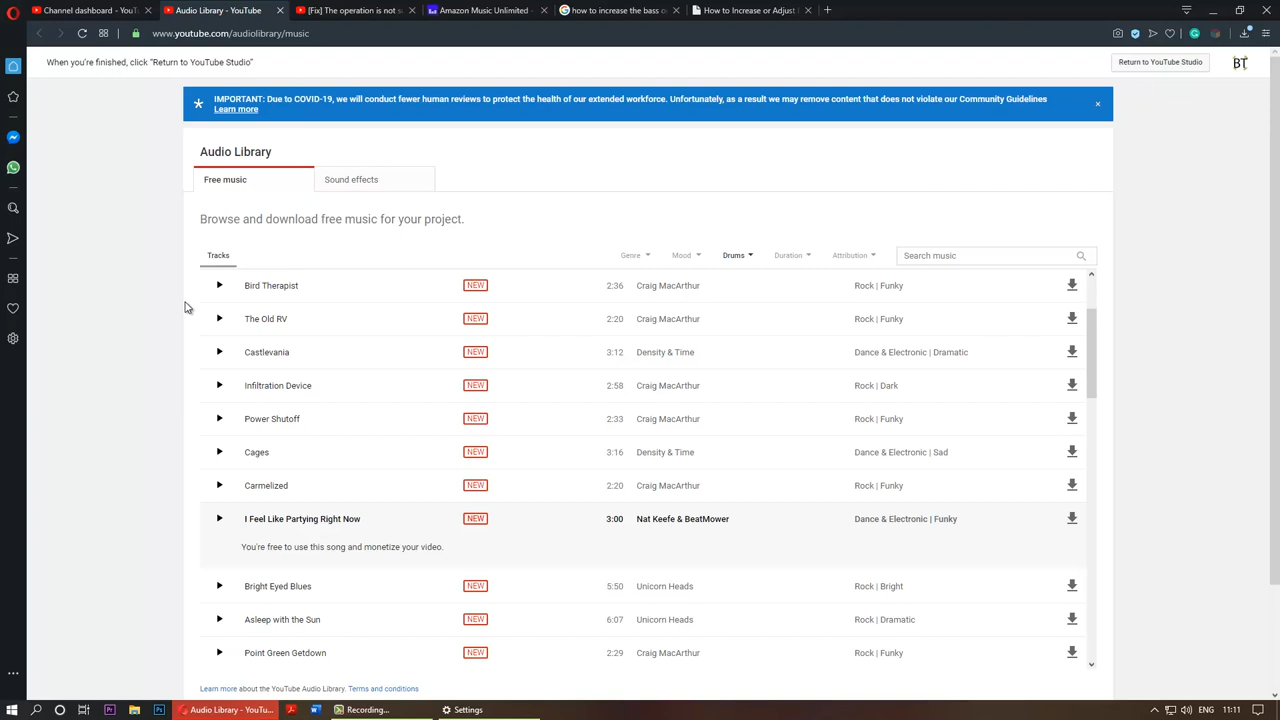 Channel dashboard - YouTu
Audio Library - YouTube
[Fix] The operation is not s
Amazon Music Unlimited -
how to increase the bass o
How to Increase or Adjust
www.youtube.com/audiolibrary/music
When you're finished, click "Return to YouTube Studio"
Return to YouTube Studio
BT
IMPORTANT: Due to COVID-19, we will conduct fewer human reviews to protect the health of our extended workforce. Unfortunately, as a result we may remove content that does not violate our Community Guidelines
Learn more
Audio Library
Free music
Sound effects
Browse and download free music for your project.
Tracks
Genre
Mood
Drums
Duration
Attribution
Search music
Bird Therapist NEW 2:36 Craig MacArthur Rock | Funky
The Old RV NEW 2:20 Craig MacArthur Rock | Funky
Castlevania NEW 3:12 Density & Time Dance & Electronic | Dramatic
Infiltration Device NEW 2:58 Craig MacArthur Rock | Dark
Power Shutoff NEW 2:33 Craig MacArthur Rock | Funky
Cages NEW 3:16 Density & Time Dance & Electronic | Sad
Carmelized NEW 2:20 Craig MacArthur Rock | Funky
I Feel Like Partying Right Now NEW 3:00 Nat Keefe & BeatMower Dance & Electronic | Funky
You're free to use this song and monetize your video.
Bright Eyed Blues NEW 5:50 Unicorn Heads Rock | Bright
Asleep with the Sun NEW 6:07 Unicorn Heads Rock | Dramatic
Point Green Getdown NEW 2:29 Craig MacArthur Rock | Funky
Learn more about the YouTube Audio Library. Terms and conditions
Audio Library - YouTu...
Recording...
Settings
ENG
11:11